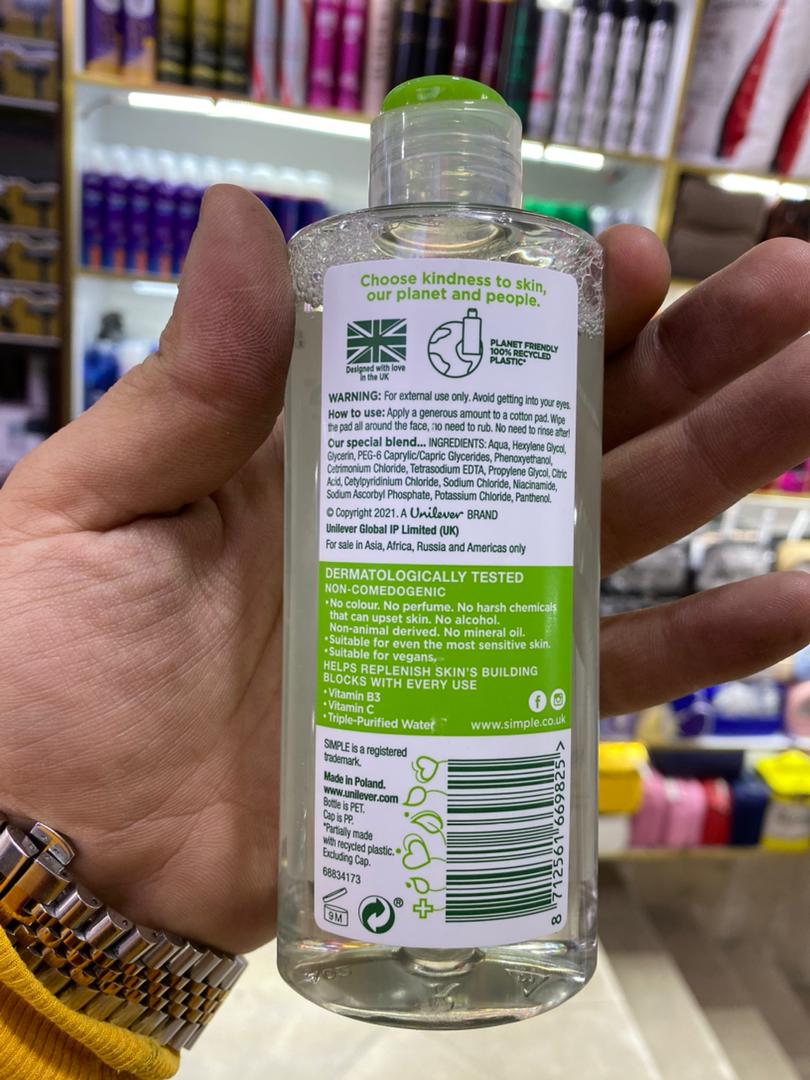 Choose kindness to skin,
our planet and people.
Designed with love
in the UK
PLANET FRIENDLY
100% RECYCLED
PLASTIC*
WARNING: For external use only. Avoid getting into your eyes.
How to use: Apply a generous amount to a cotton pad. Wipe
the pad all around the face, no need to rub. No need to rinse after!
Our special blend... INGREDIENTS: Aqua, Hexylene Glycol,
Glycerin, PEG-6 Caprylic/Capric Glycerides, Phenoxyethanol,
Cetrimonium Chloride, Tetrasodium EDTA, Propylene Glycol, Citric
Acid, Cetylpyridinium Chloride, Sodium Chloride, Niacinamide,
Sodium Ascorbyl Phosphate, Potassium Chloride, Panthenol.
© Copyright 2021. A Unilever BRAND
Unilever Global IP Limited (UK)
For sale in Asia, Africa, Russia and Americas only
DERMATOLOGICALLY TESTED
NON-COMEDOGENIC
•No colour. No perfume. No harsh chemicals
that can upset skin. No alcohol.
Non-animal derived. No mineral oil.
•Suitable for even the most sensitive skin.
•Suitable for vegans.
HELPS REPLENISH SKIN'S BUILDING
BLOCKS WITH EVERY USE
•Vitamin B3
•Vitamin C
•Triple-Purified Water
www.simple.co.uk
SIMPLE is a registered
trademark.
Made in Poland.
www.unilever.com
Bottle is PET.
Cap is PP.
*Partially made
with recycled plastic.
Excluding Cap.
68834173
9M
®
8 712561 669825 >